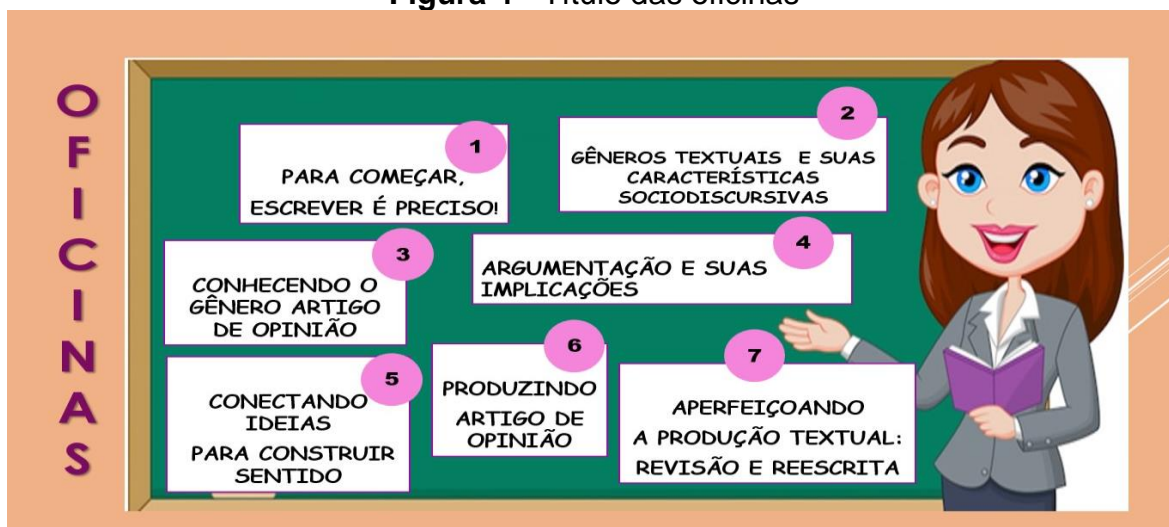 Figura 4 - Título das oficinas
OFICINAS
1
PARA COMEÇAR,
ESCREVER É PRECISO!
2
GÊNEROS TEXTUAIS E SUAS
CARACTERÍSTICAS
SOCIODISCURSIVAS
3
CONHECENDO O
GÊNERO ARTIGO
DE OPINIÃO
4
ARGUMENTAÇÃO E SUAS
IMPLICAÇÕES
5
CONECTANDO
IDEIAS
PARA CONSTRUIR
SENTIDO
6
PRODUZINDO
ARTIGO DE
OPINIÃO
7
APERFEIÇOANDO
A PRODUÇÃO TEXTUAL:
REVISÃO E REESCRITA